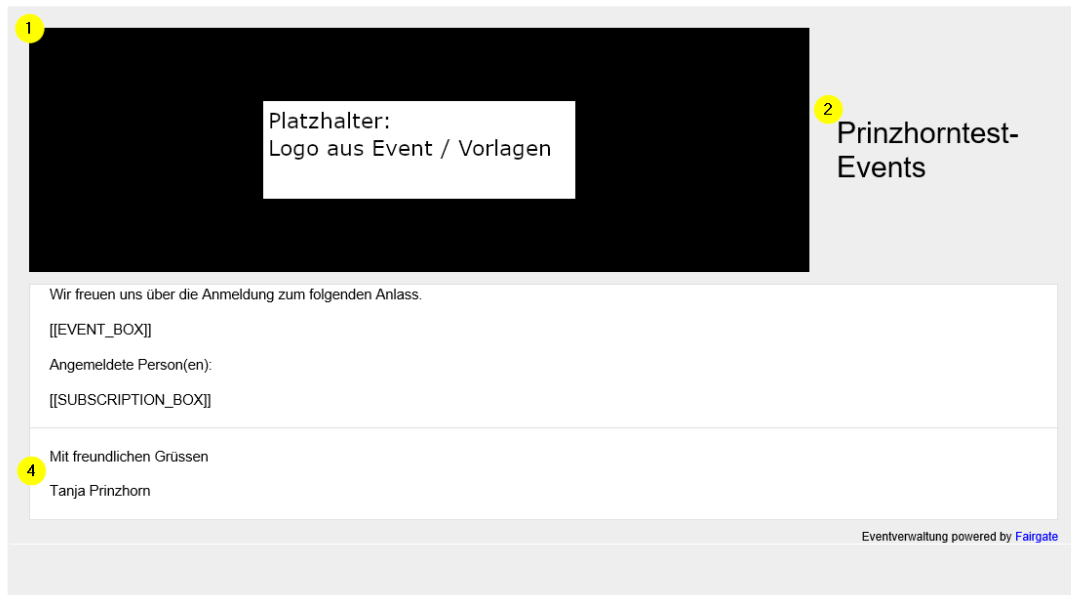 1
Platzhalter:
Logo aus Event / Vorlagen
2
Prinzhorntest-
Events
Wir freuen uns über die Anmeldung zum folgenden Anlass.
[[EVENT_BOX]]
Angemeldete Person(en):
[[SUBSCRIPTION_BOX]]
4
Mit freundlichen Grüssen
Tanja Prinzhorn
Eventverwaltung powered by Fairgate